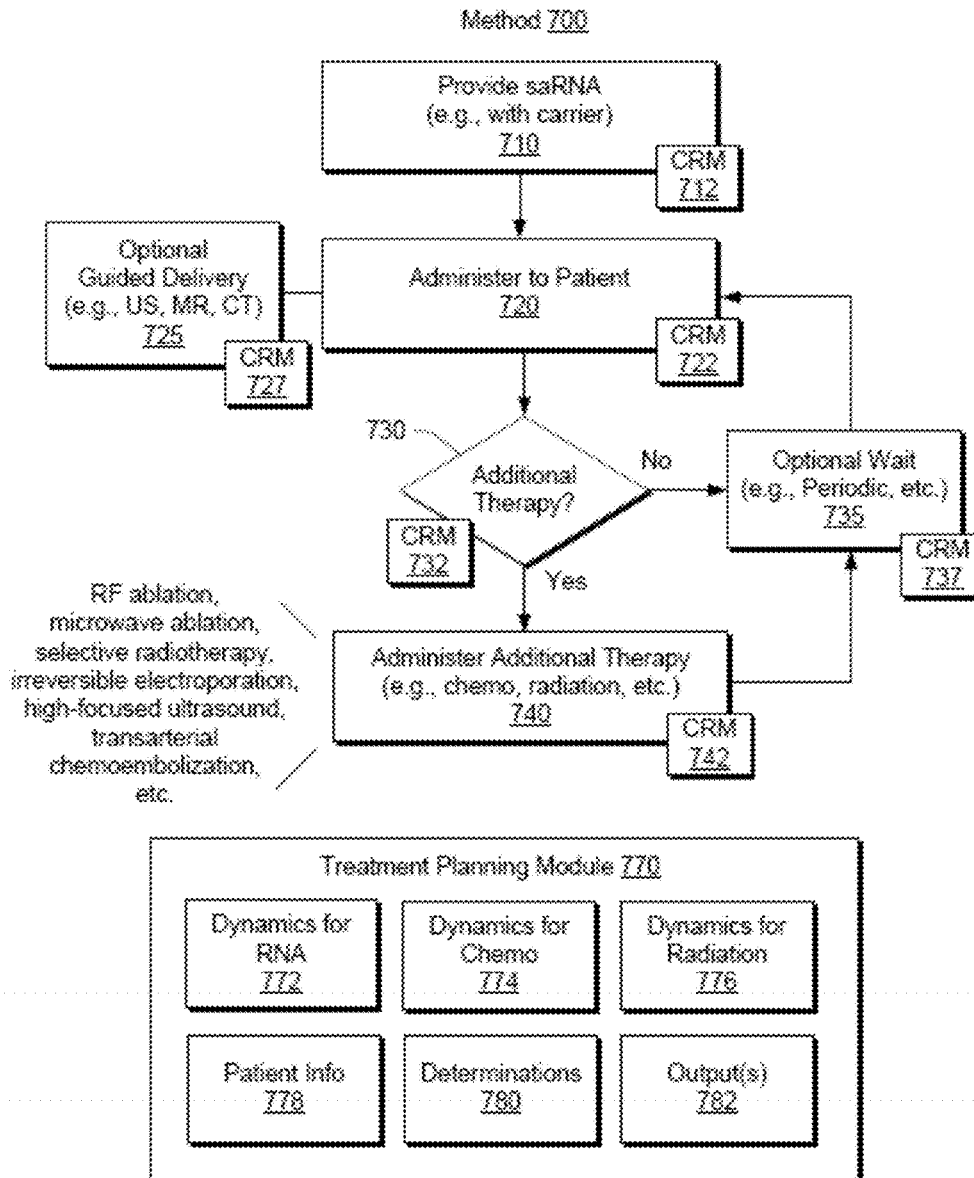 Method 700
Provide saRNA
(e.g., with carrier)
710
CRM
712
Optional
Guided Delivery
(e.g., US, MR, CT)
725
CRM
727
Administer to Patient
720
CRM
722
730
Additional
Therapy?
CRM
732
No
Yes
Optional Wait
(e.g., Periodic, etc.)
735
CRM
737
RF ablation,
microwave ablation,
selective radiotherapy,
irreversible electroporation,
high-focused ultrasound,
transarterial
chemoembolization,
etc.
Administer Additional Therapy
(e.g., chemo, radiation, etc.)
740
CRM
742
Treatment Planning Module 770
Dynamics for
RNA
772
Dynamics for
Chemo
774
Dynamics for
Radiation
776
Patient Info
778
Determinations
780
Output(s)
782